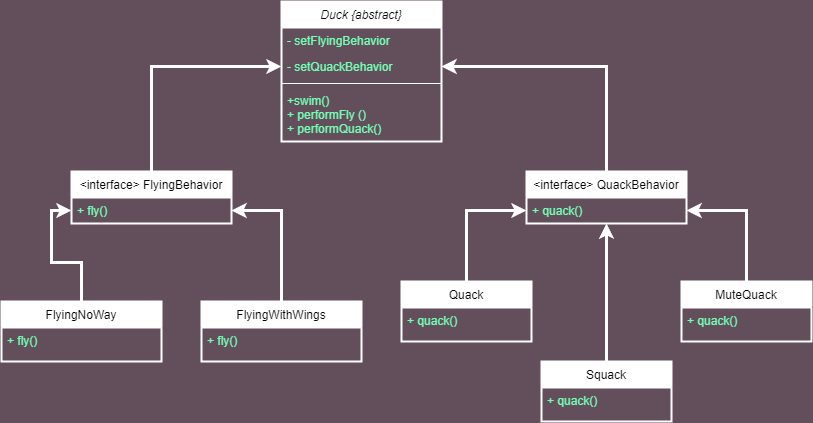 Duck {abstract}
- setFlyingBehavior
- setQuackBehavior
+swim()
+ performFly ()
+ performQuack()
<interface> FlyingBehavior
+ fly()
<interface> QuackBehavior
+ quack()
FlyingNoWay
+ fly()
FlyingWithWings
+ fly()
Quack
+ quack()
MuteQuack
+ quack()
Squack
+ quack()